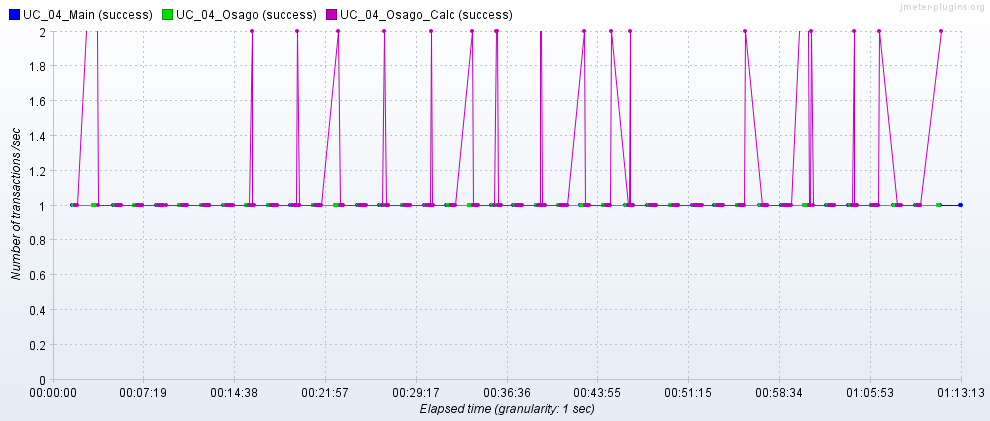 UC_04_Main (success) UC_04_Osago (success) UC_04_Osago_Calc (success)
jmeter-plugins.org
2
1.8
1.6
1.4
1.2
1
0.8
0.6
0.4
0.2
0
Number of transactions /sec
00:00:00 00:07:19 00:14:38 00:21:57 00:29:17 00:36:36 00:43:55 00:51:15 00:58:34 01:05:53 01:13:13
Elapsed time (granularity: 1 sec)